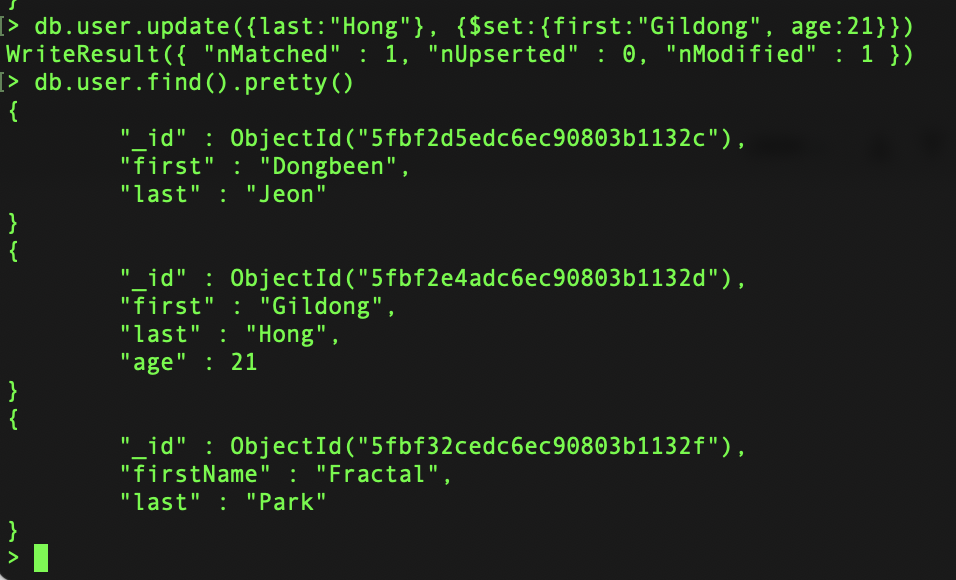 }
[> db.user.update({last:"Hong"}, {$set:{first:"Gildong", age:21}})
WriteResult({ "nMatched" : 1, "nUpserted" : 0, "nModified" : 1 })
[> db.user.find().pretty()
{
        "_id" : ObjectId("5fbf2d5edc6ec90803b1132c"),
        "first" : "Dongbeen",
        "last" : "Jeon"
}
{
        "_id" : ObjectId("5fbf2e4adc6ec90803b1132d"),
        "first" : "Gildong",
        "last" : "Hong",
        "age" : 21
}
{
        "_id" : ObjectId("5fbf32cedc6ec90803b1132f"),
        "firstName" : "Fractal",
        "last" : "Park"
}
>